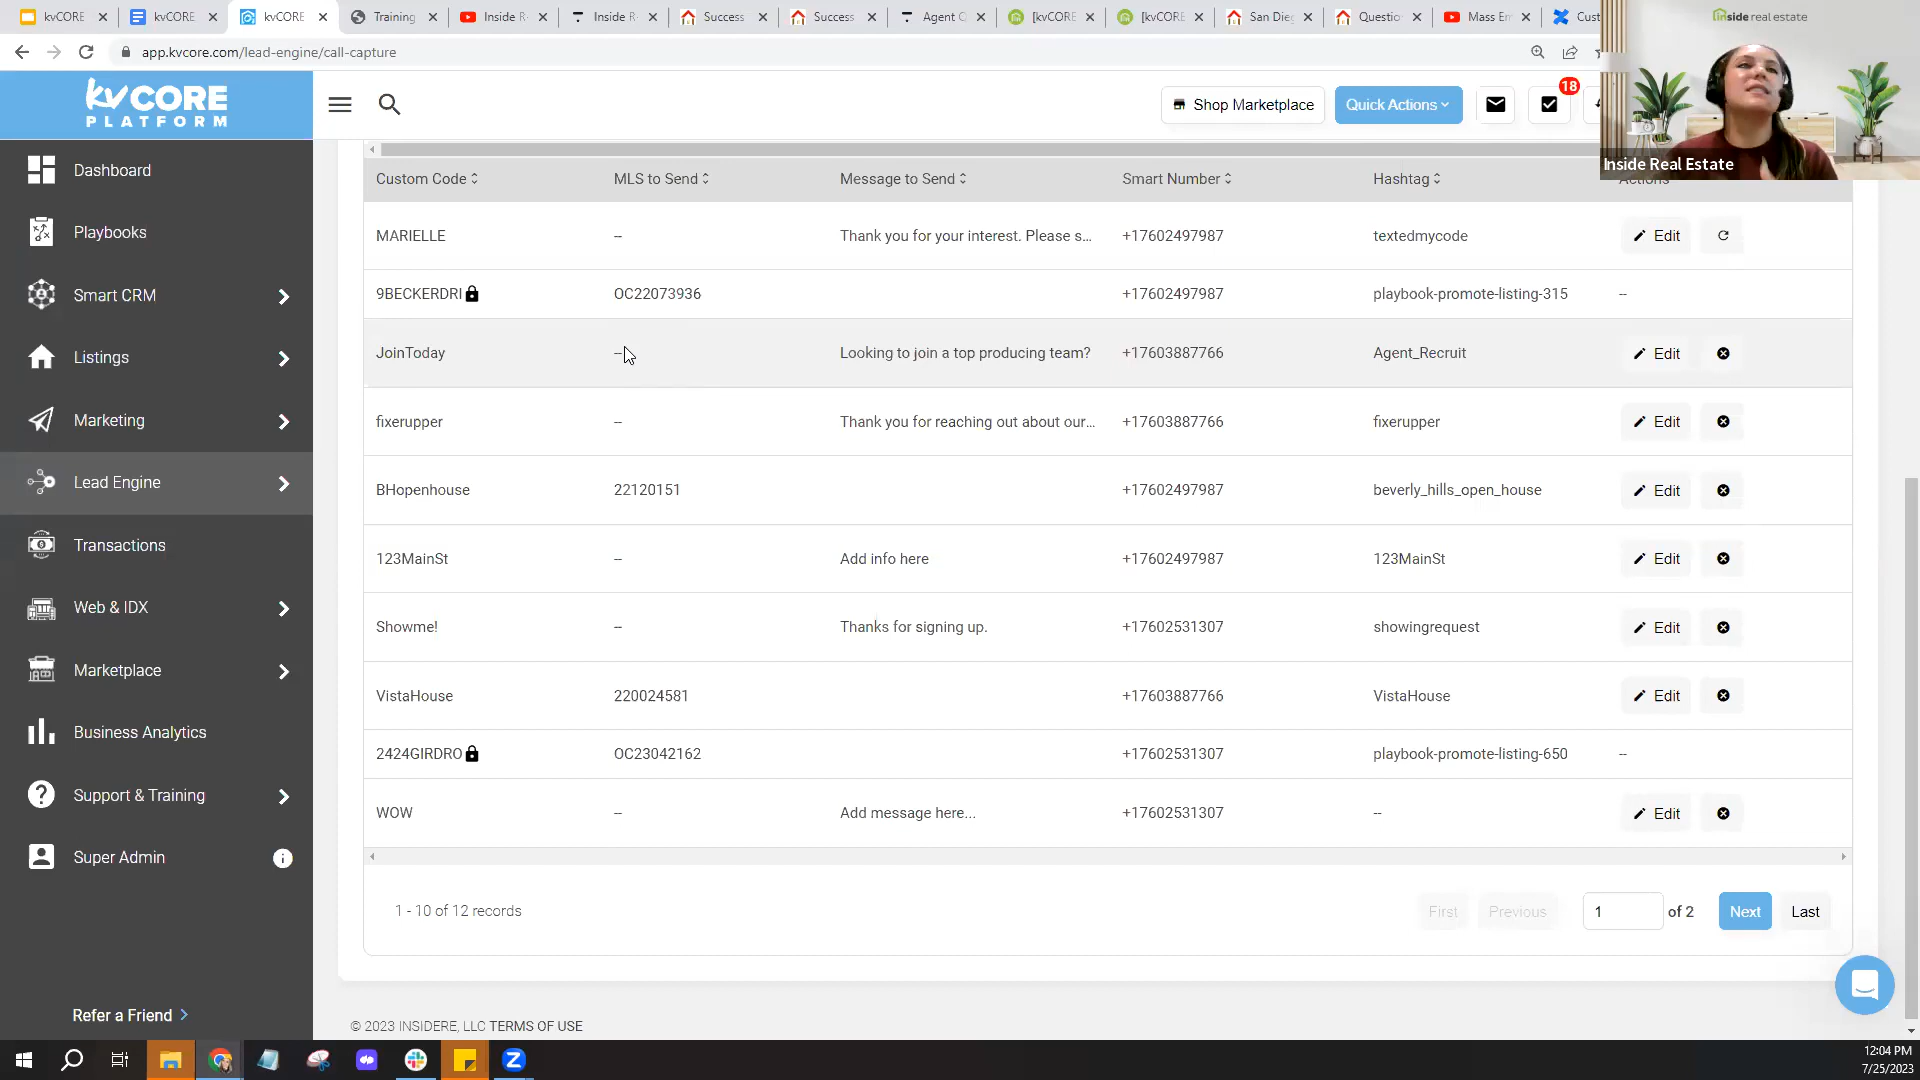 kvCORE
kvCORE
kvCORE
Training
Inside R
Inside R
Success
Success
Agent C
[kvCORE
[kvCORE
San Die
Questio
Mass Em
Cust
app.kvcore.com/lead-engine/call-capture
inside real estate
Inside Real Estate
kvCORE
PLATFORM
Shop Marketplace
Quick Actions
18
Dashboard
Playbooks
Smart CRM
Listings
Marketing
Lead Engine
Transactions
Web & IDX
Marketplace
Business Analytics
Support & Training
Super Admin
Refer a Friend
Custom Code MLS to Send Message to Send Smart Number Hashtag Actions
MARIELLE -- Thank you for your interest. Please s... +17602497987 textedmycode Edit
9BECKERDRI OC22073936 +17602497987 playbook-promote-listing-315 --
JoinToday -- Looking to join a top producing team? +17603887766 Agent_Recruit Edit
fixerupper -- Thank you for reaching out about our... +17603887766 fixerupper Edit
BHopenhouse 22120151 +17602497987 beverly_hills_open_house Edit
123MainSt -- Add info here +17602497987 123MainSt Edit
Showme! -- Thanks for signing up. +17602531307 showingrequest Edit
VistaHouse 220024581 +17603887766 VistaHouse Edit
2424GIRDRO OC23042162 +17602531307 playbook-promote-listing-650 --
WOW -- Add message here... +17602531307 -- Edit
1 - 10 of 12 records
First Previous 1 of 2 Next Last
© 2023 INSIDERE, LLC TERMS OF USE
12:04 PM
7/25/2023